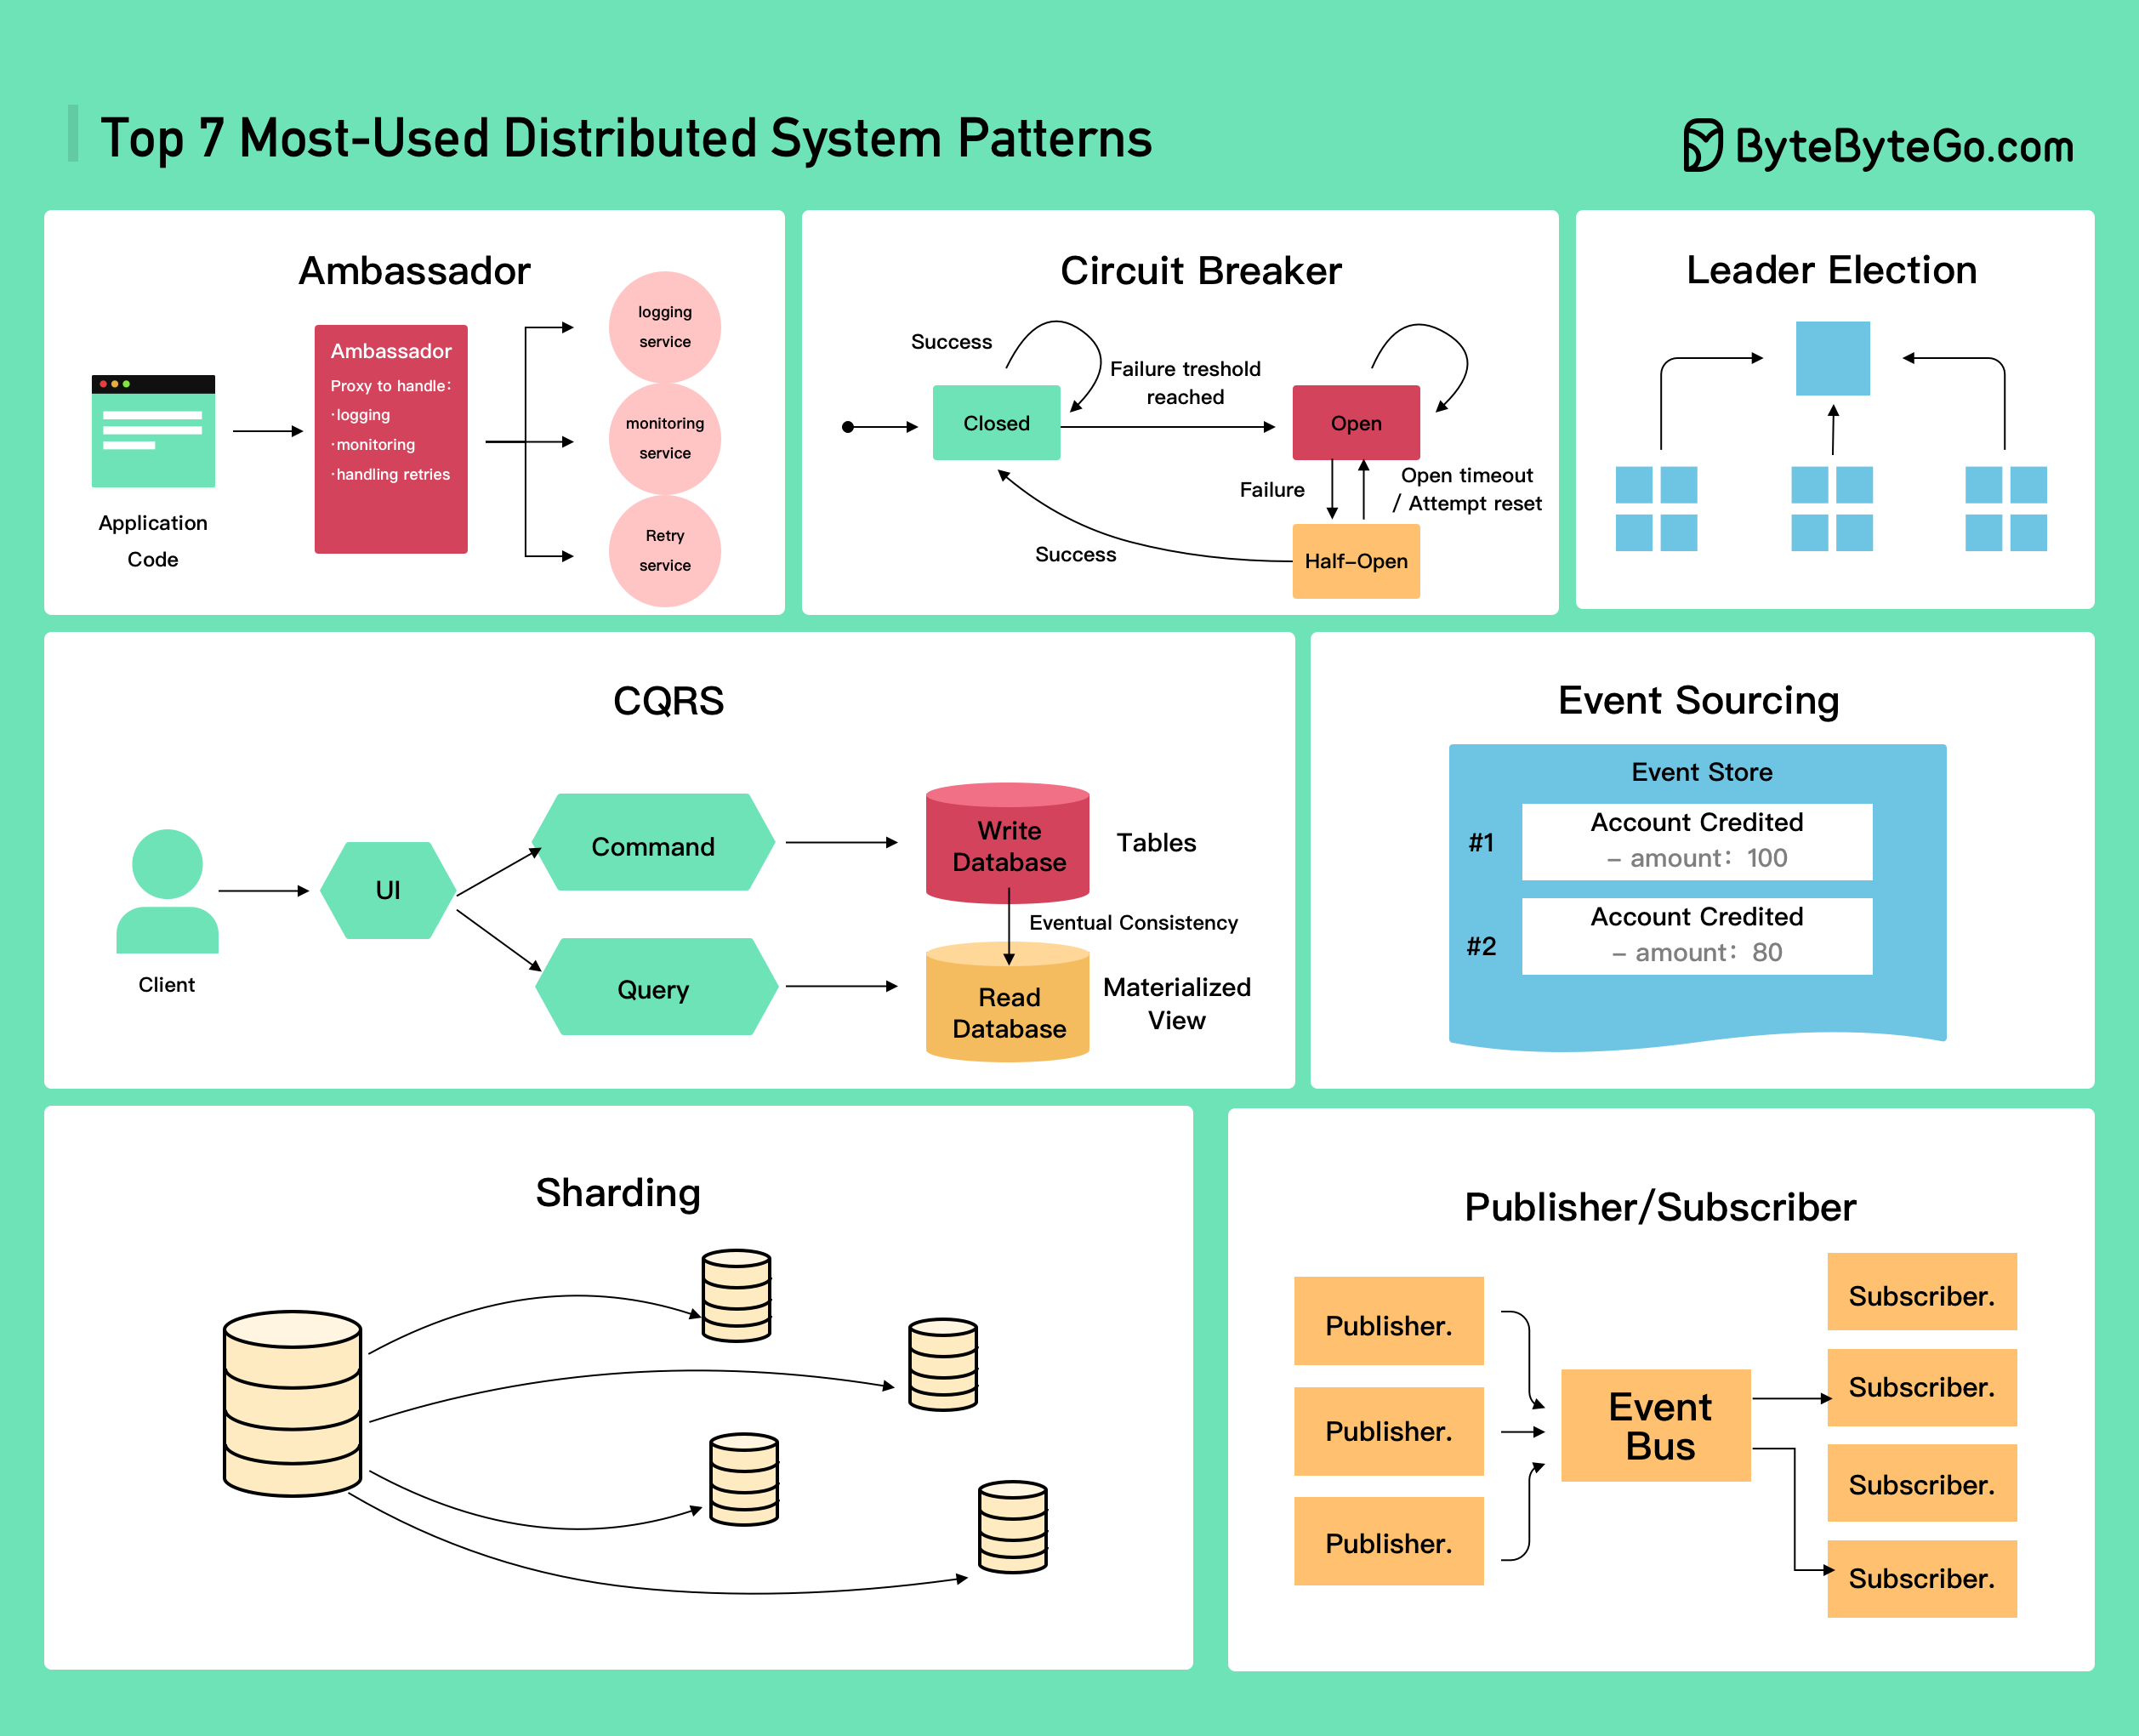 Top 7 Most-Used Distributed System Patterns
ByteByteGo.com
Ambassador
Application
Code
Ambassador
Proxy to handle:
·logging
·monitoring
·handling retries
logging
service
monitoring
service
Retry
service
Circuit Breaker
Success
Closed
Failure treshold
reached
Open
Failure
Open timeout
/ Attempt reset
Success
Half-Open
Leader Election
CQRS
Client
UI
Command
Query
Write
Database
Tables
Eventual Consistency
Read
Database
Materialized
View
Event Sourcing
Event Store
#1
Account Credited
- amount: 100
#2
Account Credited
- amount: 80
Sharding
Publisher/Subscriber
Publisher.
Publisher.
Publisher.
Event
Bus
Subscriber.
Subscriber.
Subscriber.
Subscriber.